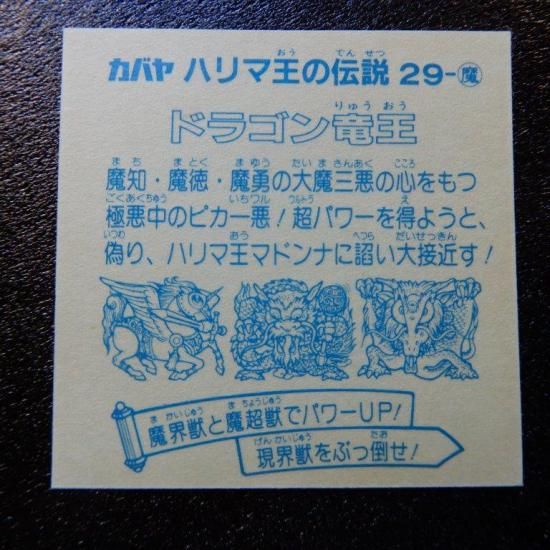 カバヤ ハリマ王の伝説 29-魔
ドラゴン竜王
魔知・魔徳・魔勇の大魔三悪の心をもつ
極悪中のピカ一悪！超パワーを得ようと、
偽り、ハリマ王マドンナに諂い大接近す！
魔界獣と魔超獣でパワーUP！
現界獣をぶっ倒せ！